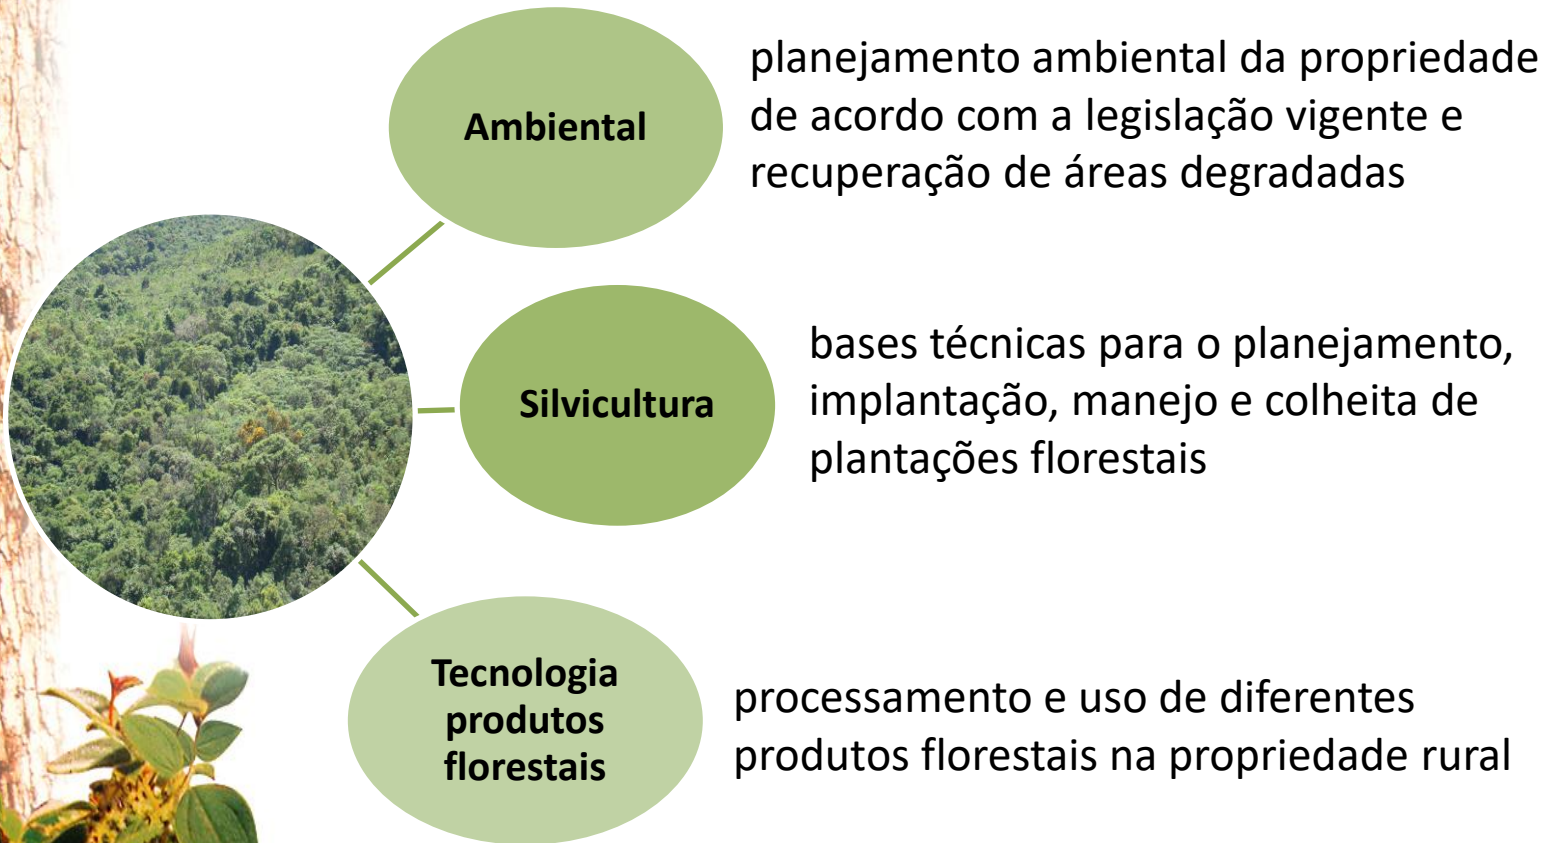 Ambiental
planejamento ambiental da propriedade
de acordo com a legislação vigente e
recuperação de áreas degradadas
Silvicultura
bases técnicas para o planejamento,
implantação, manejo e colheita de
plantações florestais
Tecnologia
produtos
florestais
processamento e uso de diferentes
produtos florestais na propriedade rural